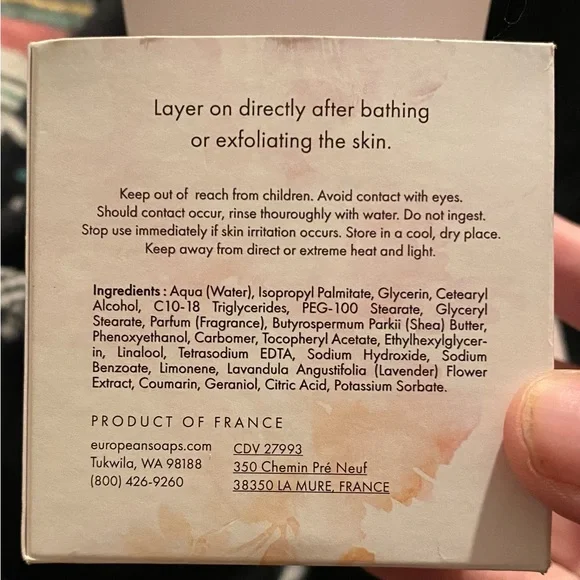 Layer on directly after bathing
or exfoliating the skin.
Keep out of reach from children. Avoid contact with eyes.
Should contact occur, rinse thouroughly with water. Do not ingest.
Stop use immediately if skin irritation occurs. Store in a cool, dry place.
Keep away from direct or extreme heat and light.
Ingredients : Aqua (Water), Isopropyl Palmitate, Glycerin, Cetearyl
Alcohol, C10-18 Triglycerides, PEG-100 Stearate, Glyceryl
Stearate, Parfum (Fragrance), Butyrospermum Parkii (Shea) Butter,
Phenoxyethanol, Carbomer, Tocopheryl Acetate, Ethylhexylglycer-
in, Linalool, Tetrasodium EDTA, Sodium Hydroxide, Sodium
Benzoate, Limonene, Lavandula Angustifolia (Lavender) Flower
Extract, Coumarin, Geraniol, Citric Acid, Potassium Sorbate.
PRODUCT OF FRANCE
europeansoaps.com
Tukwila, WA 98188
(800) 426-9260
CDV 27993
350 Chemin Pré Neuf
38350 LA MURE, FRANCE